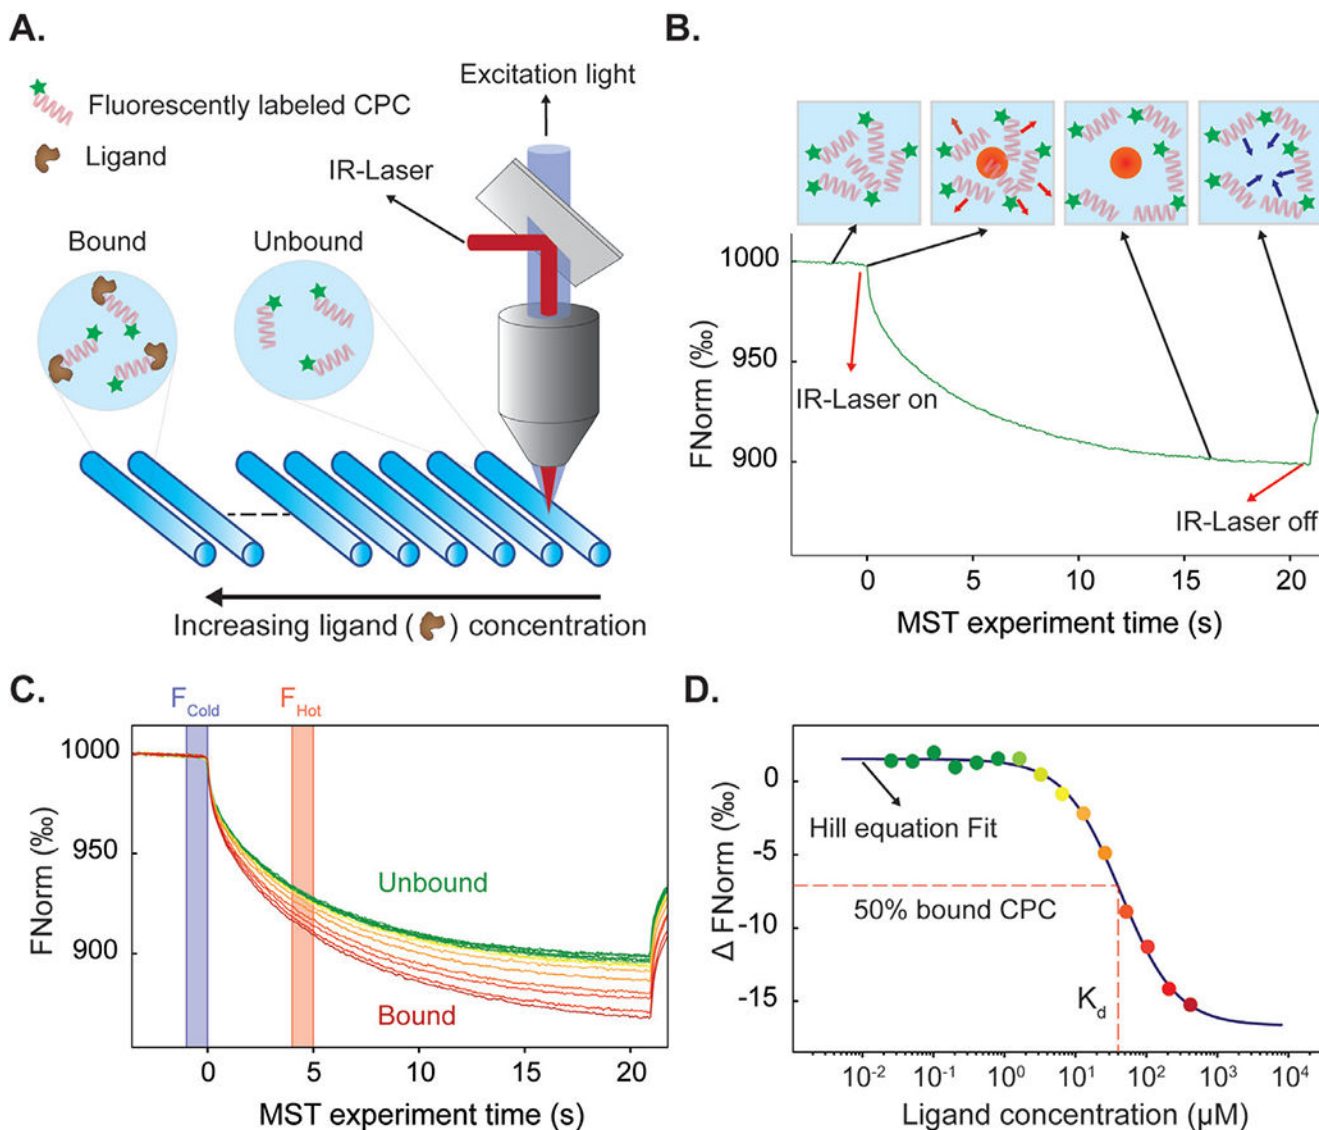 A.
Excitation light
Fluorescently labeled CPC
Ligand
IR-Laser
Bound
Unbound
Increasing ligand ( ) concentration
B.
1000
950
900
FNorm (‰)
IR-Laser on
IR-Laser off
0
5
10
15
20
MST experiment time (s)
C.
F_Cold
F_Hot
1000
950
900
FNorm (‰)
Unbound
Bound
0
5
10
15
20
MST experiment time (s)
D.
0
-5
-10
-15
Δ FNorm (‰)
Hill equation Fit
50% bound CPC
K_d
10⁻²
10⁻¹
10⁰
10¹
10²
10³
10⁴
Ligand concentration (μM)